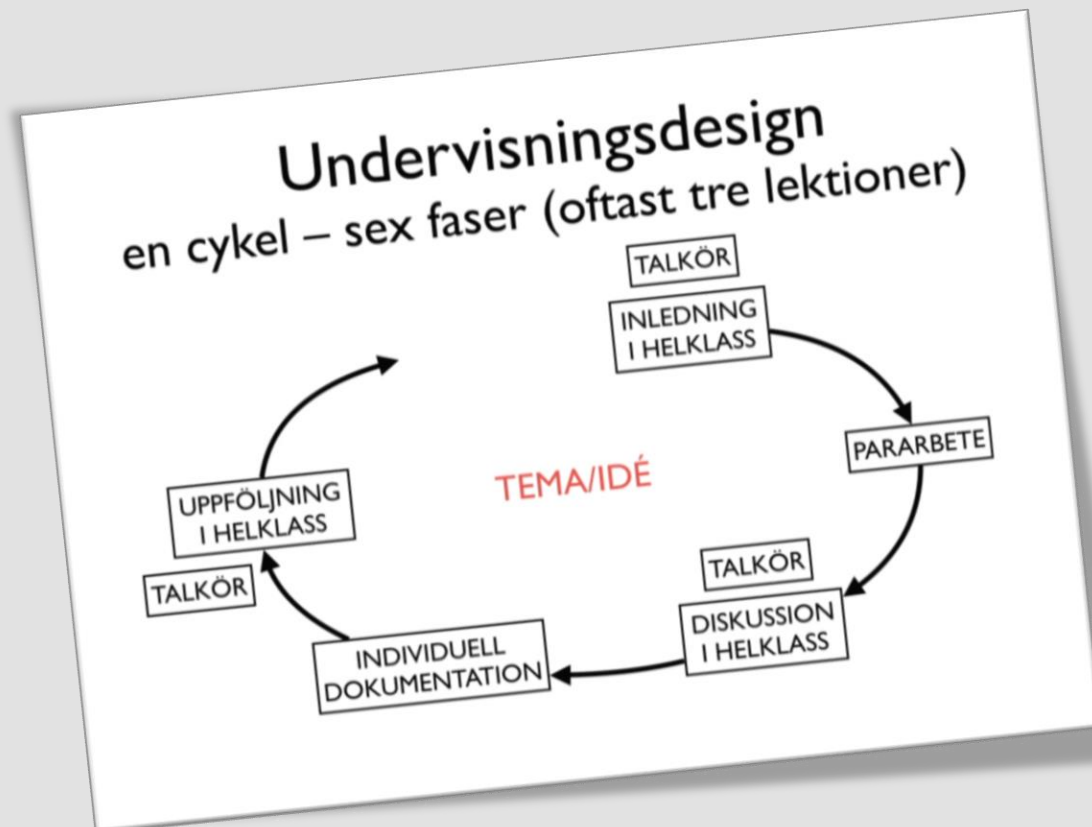 Undervisningsdesign
en cykel – sex faser (oftast tre lektioner)
TALKÖR
INLEDNING
I HELKLASS
PARARBETE
TALKÖR
DISKUSSION
I HELKLASS
INDIVIDUELL
DOKUMENTATION
TALKÖR
UPPFÖLJNING
I HELKLASS
TEMA/IDÉ